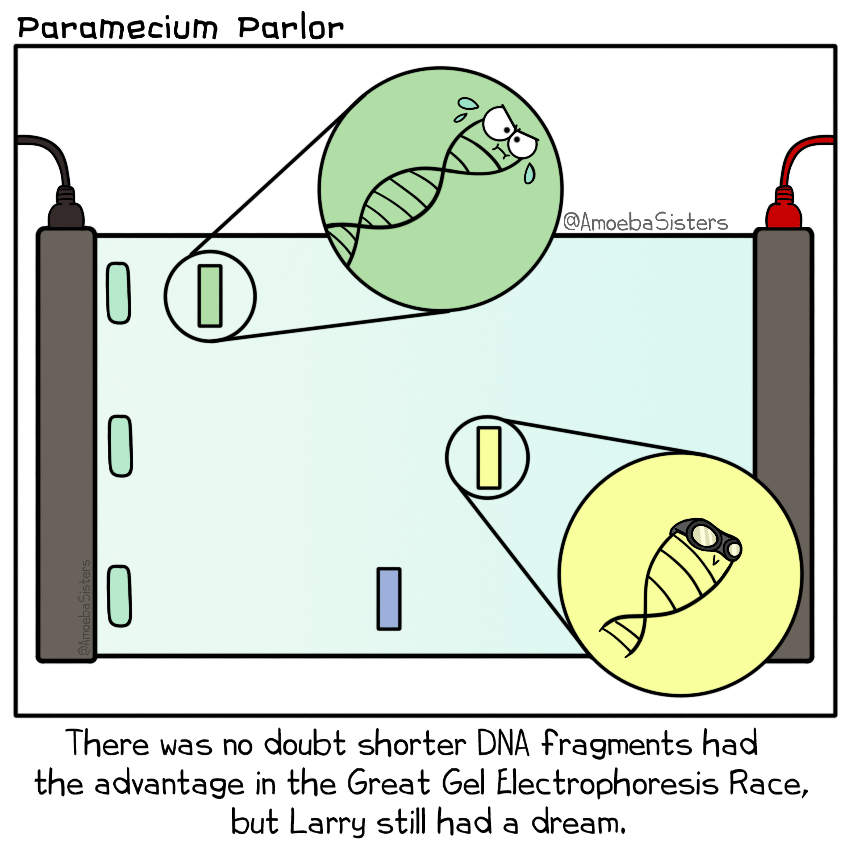 Paramecium Parlor
@AmoebaSisters
@AmoebaSisters
There was no doubt shorter DNA fragments had
the advantage in the Great Gel Electrophoresis Race,
but Larry still had a dream.